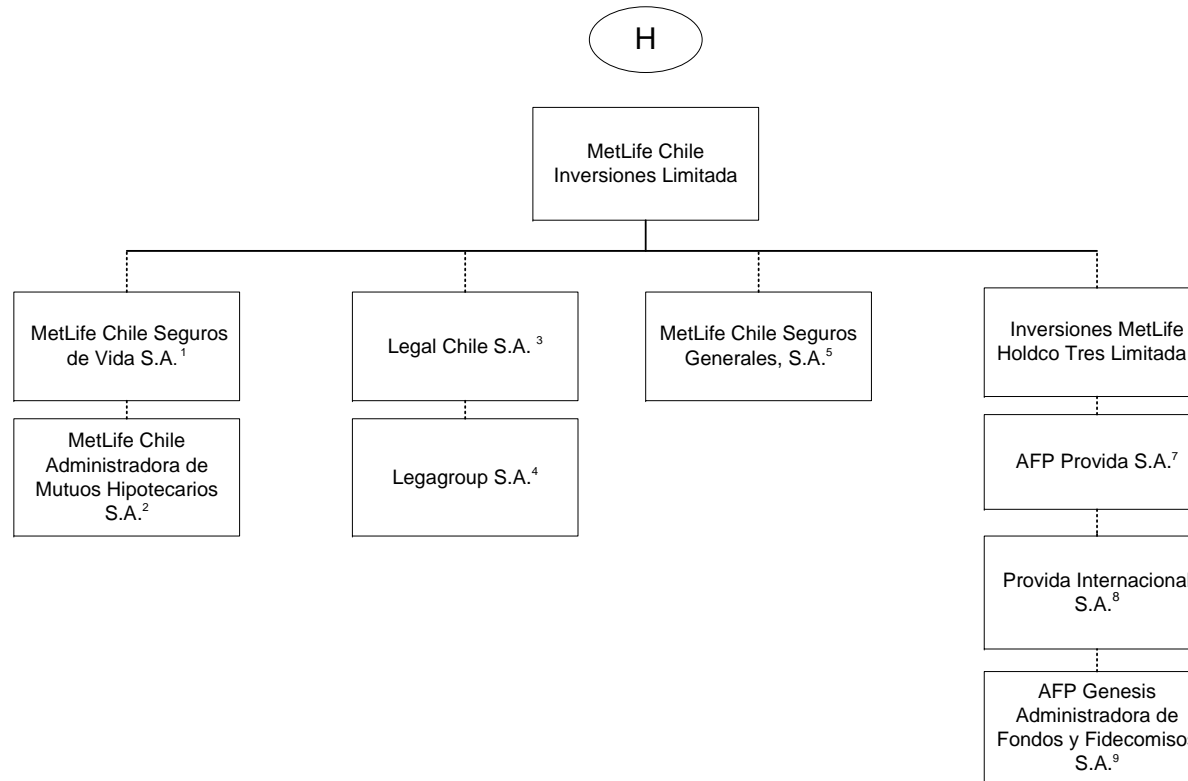 H
MetLife Chile
Inversiones Limitada
MetLife Chile Seguros
de Vida S.A.¹
Legal Chile S.A. ³
MetLife Chile Seguros
Generales, S.A.⁵
Inversiones MetLife
Holdco Tres Limitada
MetLife Chile
Administradora de
Mutuos Hipotecarios
S.A.²
Legagroup S.A.⁴
AFP Provida S.A.⁷
Provida Internacional
S.A.⁸
AFP Genesis
Administradora de
Fondos y Fidecomiso
S.A.⁹